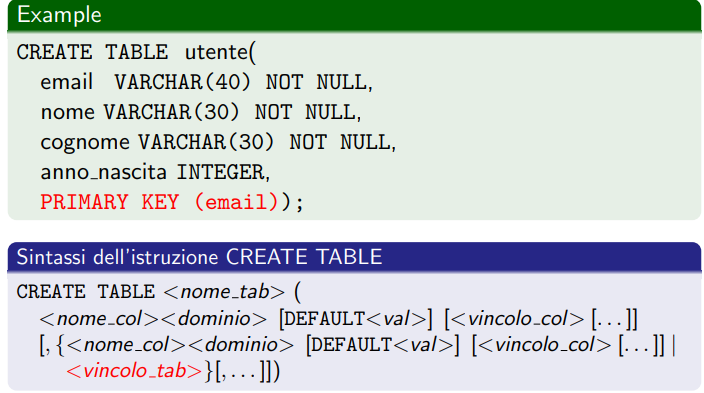 Example
CREATE TABLE utente(
email VARCHAR(40) NOT NULL,
nome VARCHAR(30) NOT NULL,
cognome VARCHAR(30) NOT NULL,
anno_nascita INTEGER,
PRIMARY KEY (email));
Sintassi dell'istruzione CREATE TABLE
CREATE TABLE <nome_tab> (
<nome_col><dominio> [DEFAULT<val>] [<vincolo_col> [...]]
[, {<nome_col><dominio> [DEFAULT<val>] [<vincolo_col> [...]] |
<vincolo_tab>}[, ...]])